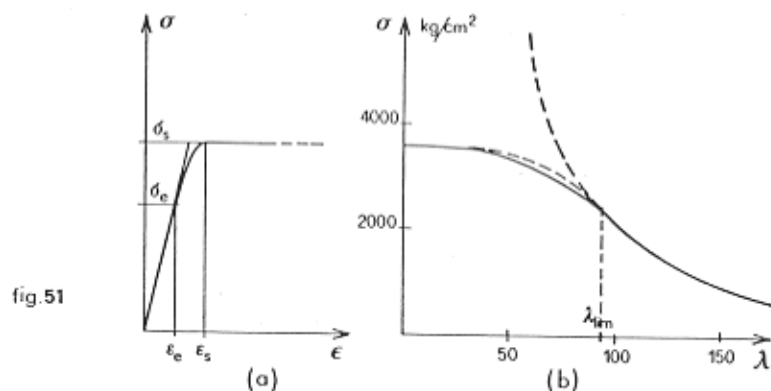 σ
σs
σe
εe
εs
ϵ
(a)
fig.51
σ
kg/cm²
4000
2000
λlim
50
100
150
λ
(b)